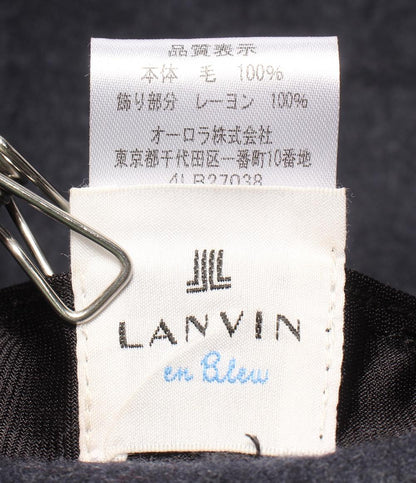 品質表示
本体 毛 100%
飾り部分 レーヨン 100%
オーロラ株式会社
東京都千代田区一番町10番地
4LB27038
LANVIN
en Bleu